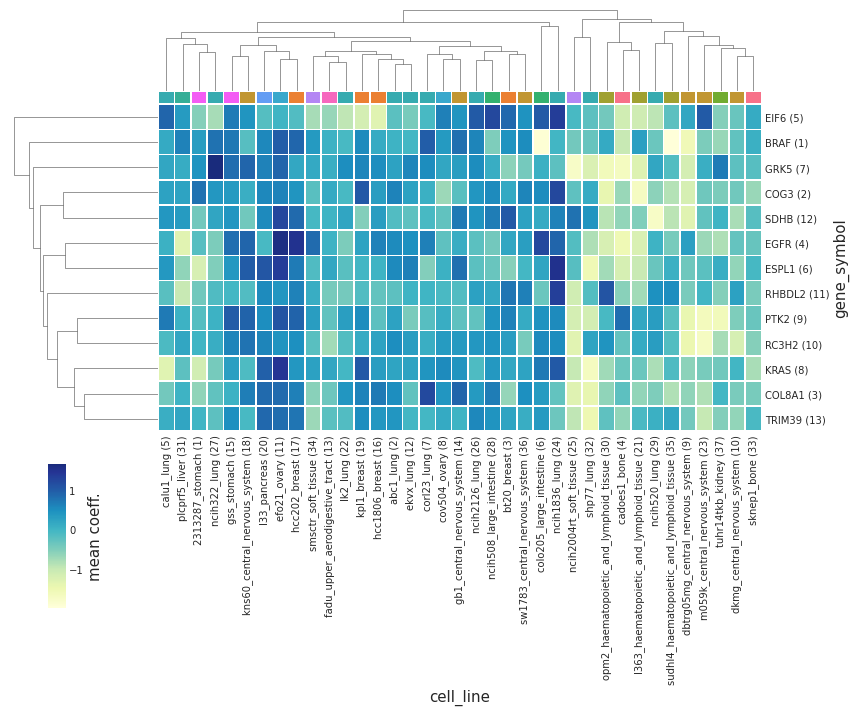 EIF6 (5)
BRAF (1)
GRK5 (7)
COG3 (2)
SDHB (12)
EGFR (4)
ESPL1 (6)
RHBDL2 (11)
PTK2 (9)
RC3H2 (10)
KRAS (8)
COL8A1 (3)
TRIM39 (13)
gene_symbol
calu1_lung (5)
plcprf5_liver (31)
2313287_stomach (1)
ncih322_lung (27)
gss_stomach (15)
kns60_central_nervous_system (18)
l33_pancreas (20)
efo21_ovary (11)
hcc202_breast (17)
smsctr_soft_tissue (34)
fadu_upper_aerodigestive_tract (13)
lk2_lung (22)
kpl1_breast (19)
hcc1806_breast (16)
abc1_lung (2)
ekvx_lung (12)
corl23_lung (7)
cov504_ovary (8)
gb1_central_nervous_system (14)
ncih2126_lung (26)
ncih508_large_intestine (28)
bt20_breast (3)
sw1783_central_nervous_system (36)
colo205_large_intestine (6)
ncih1836_lung (24)
ncih2004rt_soft_tissue (25)
shp77_lung (32)
opm2_haematopoietic_and_lymphoid_tissue (30)
cadoes1_bone (4)
l363_haematopoietic_and_lymphoid_tissue (21)
ncih520_lung (29)
sudhl4_haematopoietic_and_lymphoid_tissue (35)
dbtrg05mg_central_nervous_system (9)
m059k_central_nervous_system (23)
tuhr14tkb_kidney (37)
dkmg_central_nervous_system (10)
sknep1_bone (33)
cell_line
1
0
−1
mean coeff.